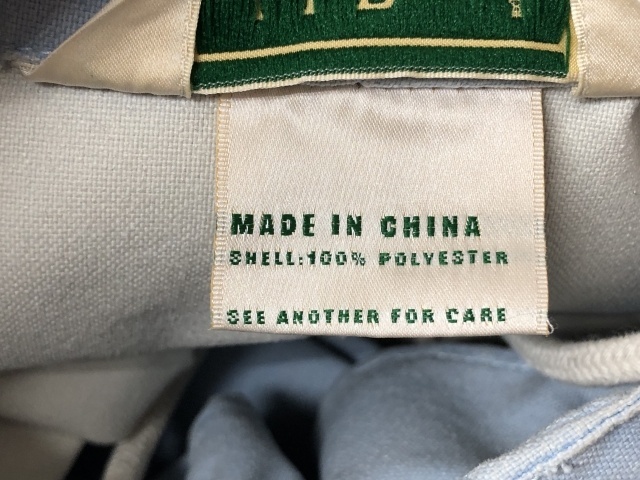 MADE IN CHINA
SHELL:100% POLYESTER
SEE ANOTHER FOR CARE